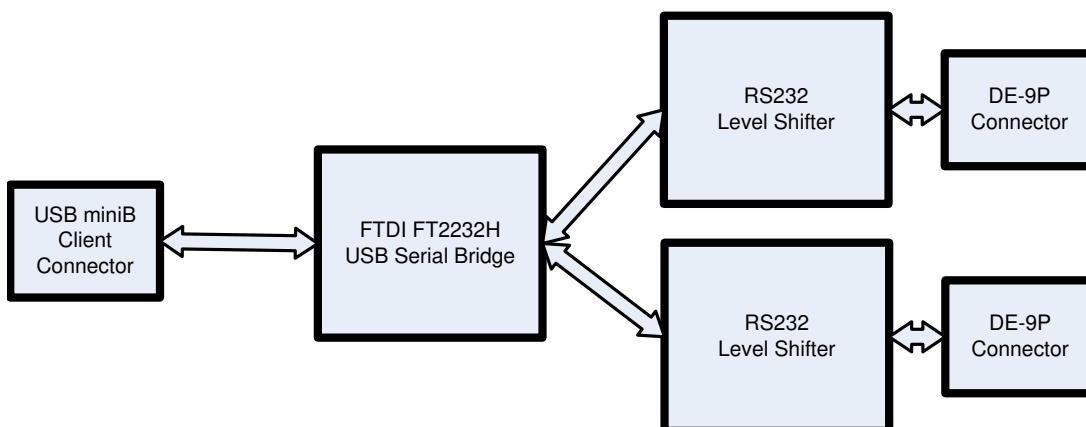 USB miniB
Client
Connector
FTDI FT2232H
USB Serial Bridge
RS232
Level Shifter
DE-9P
Connector
RS232
Level Shifter
DE-9P
Connector